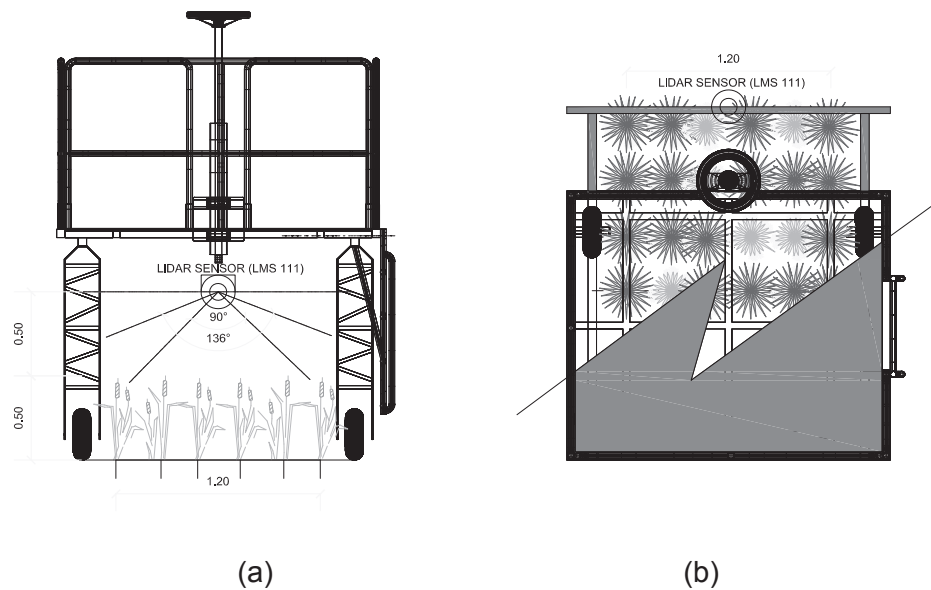 LIDAR SENSOR (LMS 111)
90°
136°
0.50
0.50
1.20
(a)
1.20
LIDAR SENSOR (LMS 111)
(b)